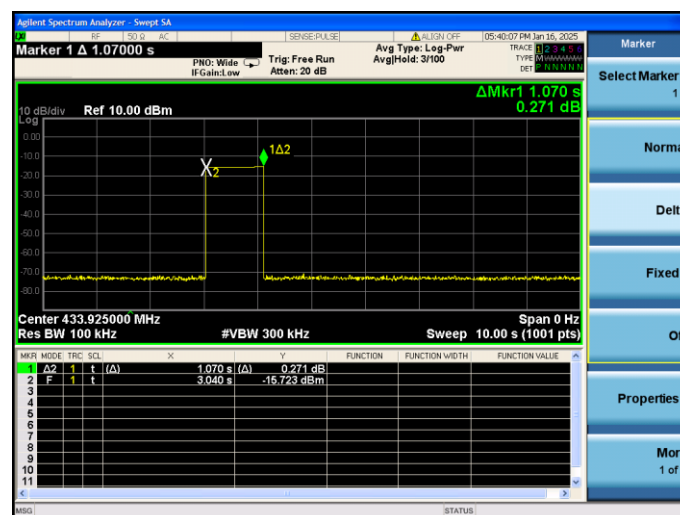 Agilent Spectrum Analyzer - Swept SA
LXI RF 50 Ω AC SENSE:PULSE ALIGN OFF 05:40:07 PM Jan 16, 2025
Marker 1 Δ 1.07000 s
PNO: Wide
IFGain:Low
Trig: Free Run
Atten: 20 dB
Avg Type: Log-Pwr
Avg|Hold: 3/100
TRACE 1 2 3 4 5 6
TYPE M
DET P N N N N N
ΔMkr1 1.070 s
0.271 dB
10 dB/div Ref 10.00 dBm
Log
0.00
-10.0
-20.0
-30.0
-40.0
-50.0
-60.0
-70.0
-80.0
1Δ2
X2
Center 433.925000 MHz Span 0 Hz
Res BW 100 kHz #VBW 300 kHz Sweep 10.00 s (1001 pts)
MKR MODE TRC SCL X Y FUNCTION FUNCTION WIDTH FUNCTION VALUE
1 Δ2 1 t (Δ) 1.070 s (Δ) 0.271 dB
2 F 1 t 3.040 s -15.723 dBm
3
4
5
6
7
8
9
10
11
MSG STATUS
Marker
Select Marker
1
Norma
Delt
Fixed
Of
Properties
Mor
1 of